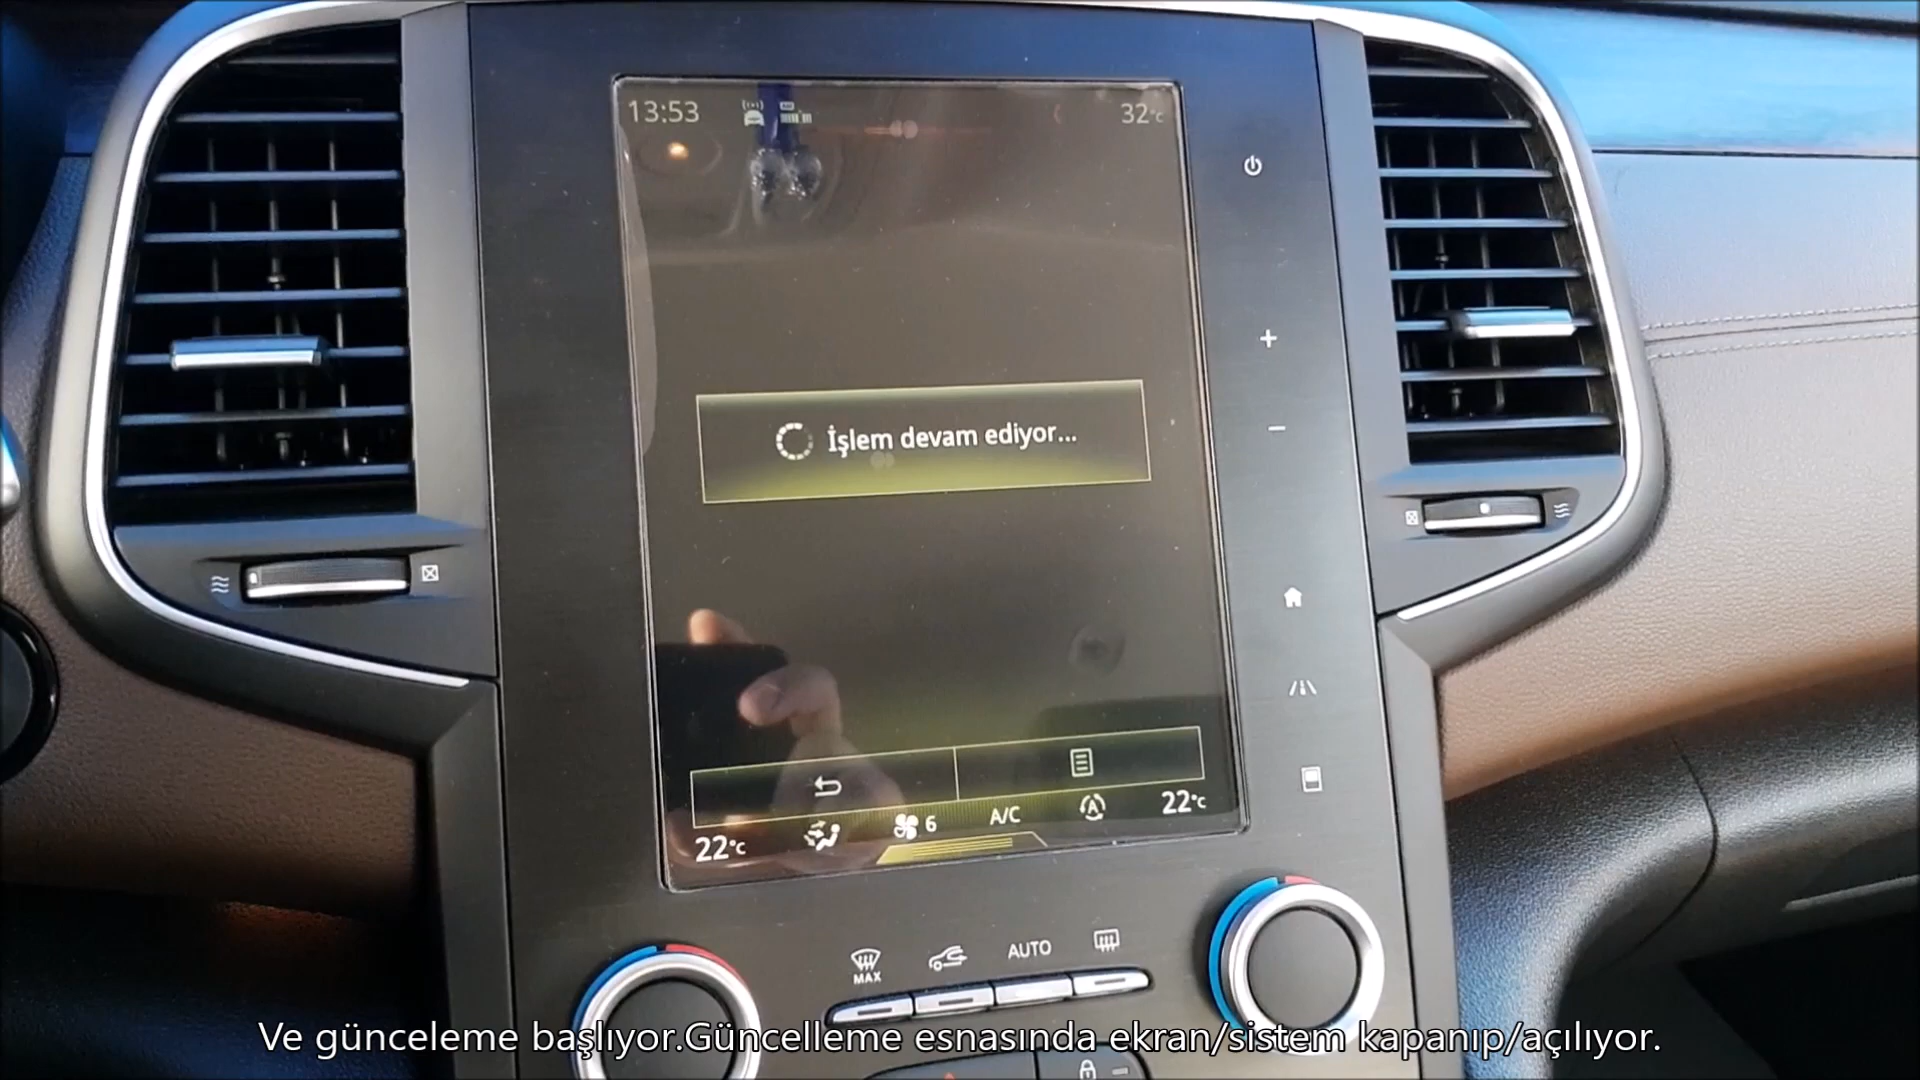 13:53
32°C
İşlem devam ediyor...
22°C
6
A/C
22°C
MAX
AUTO
Ve günceleme başlıyor.Güncelleme esnasında ekran/sistem kapanıp/açılıyor.